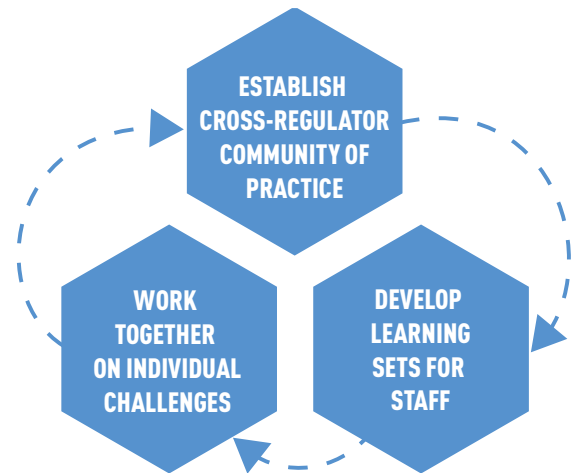 ESTABLISH
CROSS-REGULATOR
COMMUNITY OF
PRACTICE
WORK
TOGETHER
ON INDIVIDUAL
CHALLENGES
DEVELOP
LEARNING
SETS FOR
STAFF